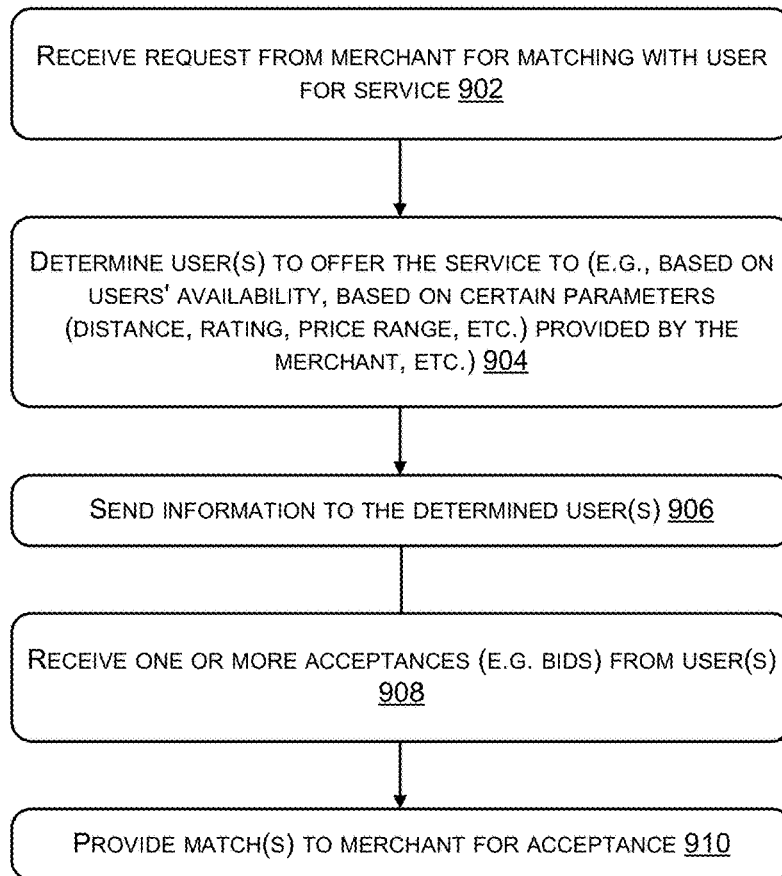 RECEIVE REQUEST FROM MERCHANT FOR MATCHING WITH USER
FOR SERVICE 902
DETERMINE USER(S) TO OFFER THE SERVICE TO (E.G., BASED ON
USERS' AVAILABILITY, BASED ON CERTAIN PARAMETERS
(DISTANCE, RATING, PRICE RANGE, ETC.) PROVIDED BY THE
MERCHANT, ETC.) 904
SEND INFORMATION TO THE DETERMINED USER(S) 906
RECEIVE ONE OR MORE ACCEPTANCES (E.G. BIDS) FROM USER(S)
908
PROVIDE MATCH(S) TO MERCHANT FOR ACCEPTANCE 910